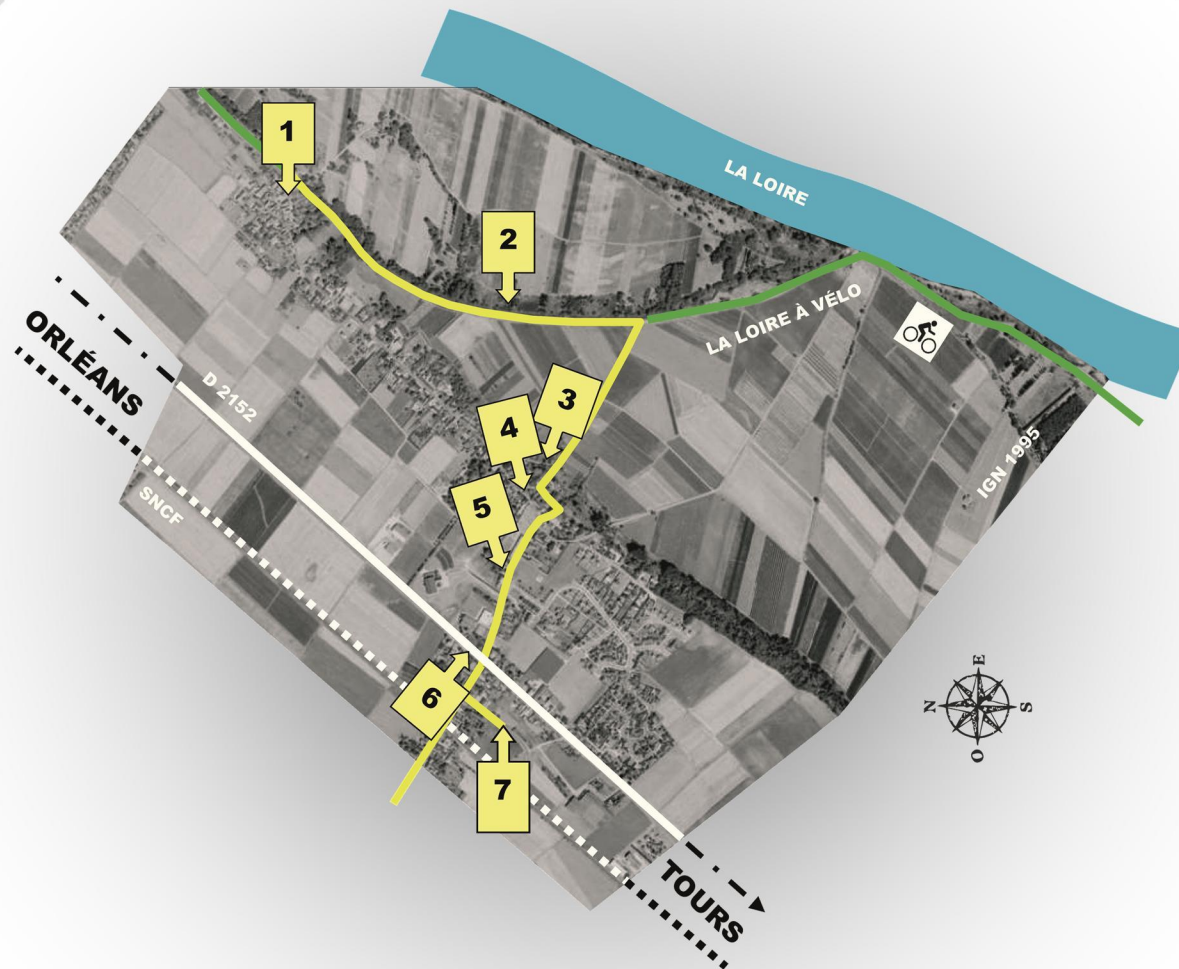 1
LA LOIRE
2
LA LOIRE À VÉLO
ORLÉANS
D 2152
3
4
IGN 1995
5
SNCF
6
7
E
N
S
O
TOURS